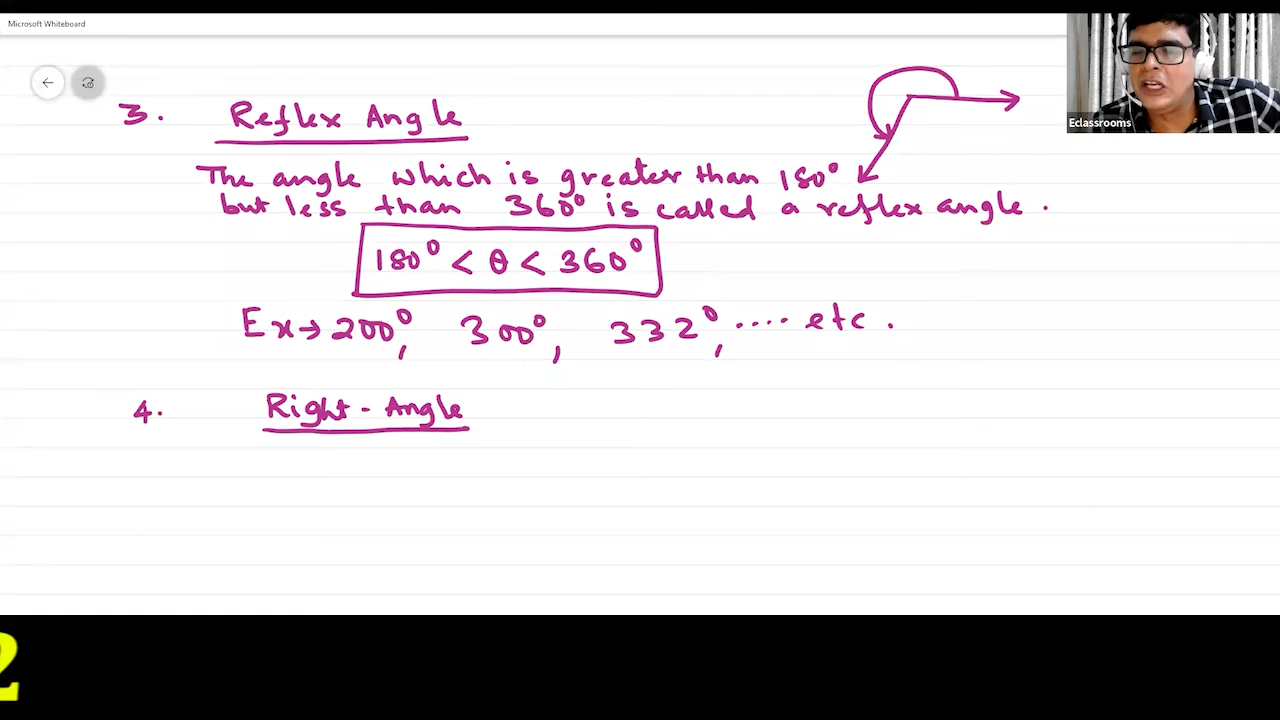 Microsoft Whiteboard
Eclassrooms
3. Reflex Angle
The angle which is greater than 180°
but less than 360° is called a reflex angle.
180° < θ < 360°
Ex→ 200°, 300°, 332°, .... etc.
4. Right-Angle
2